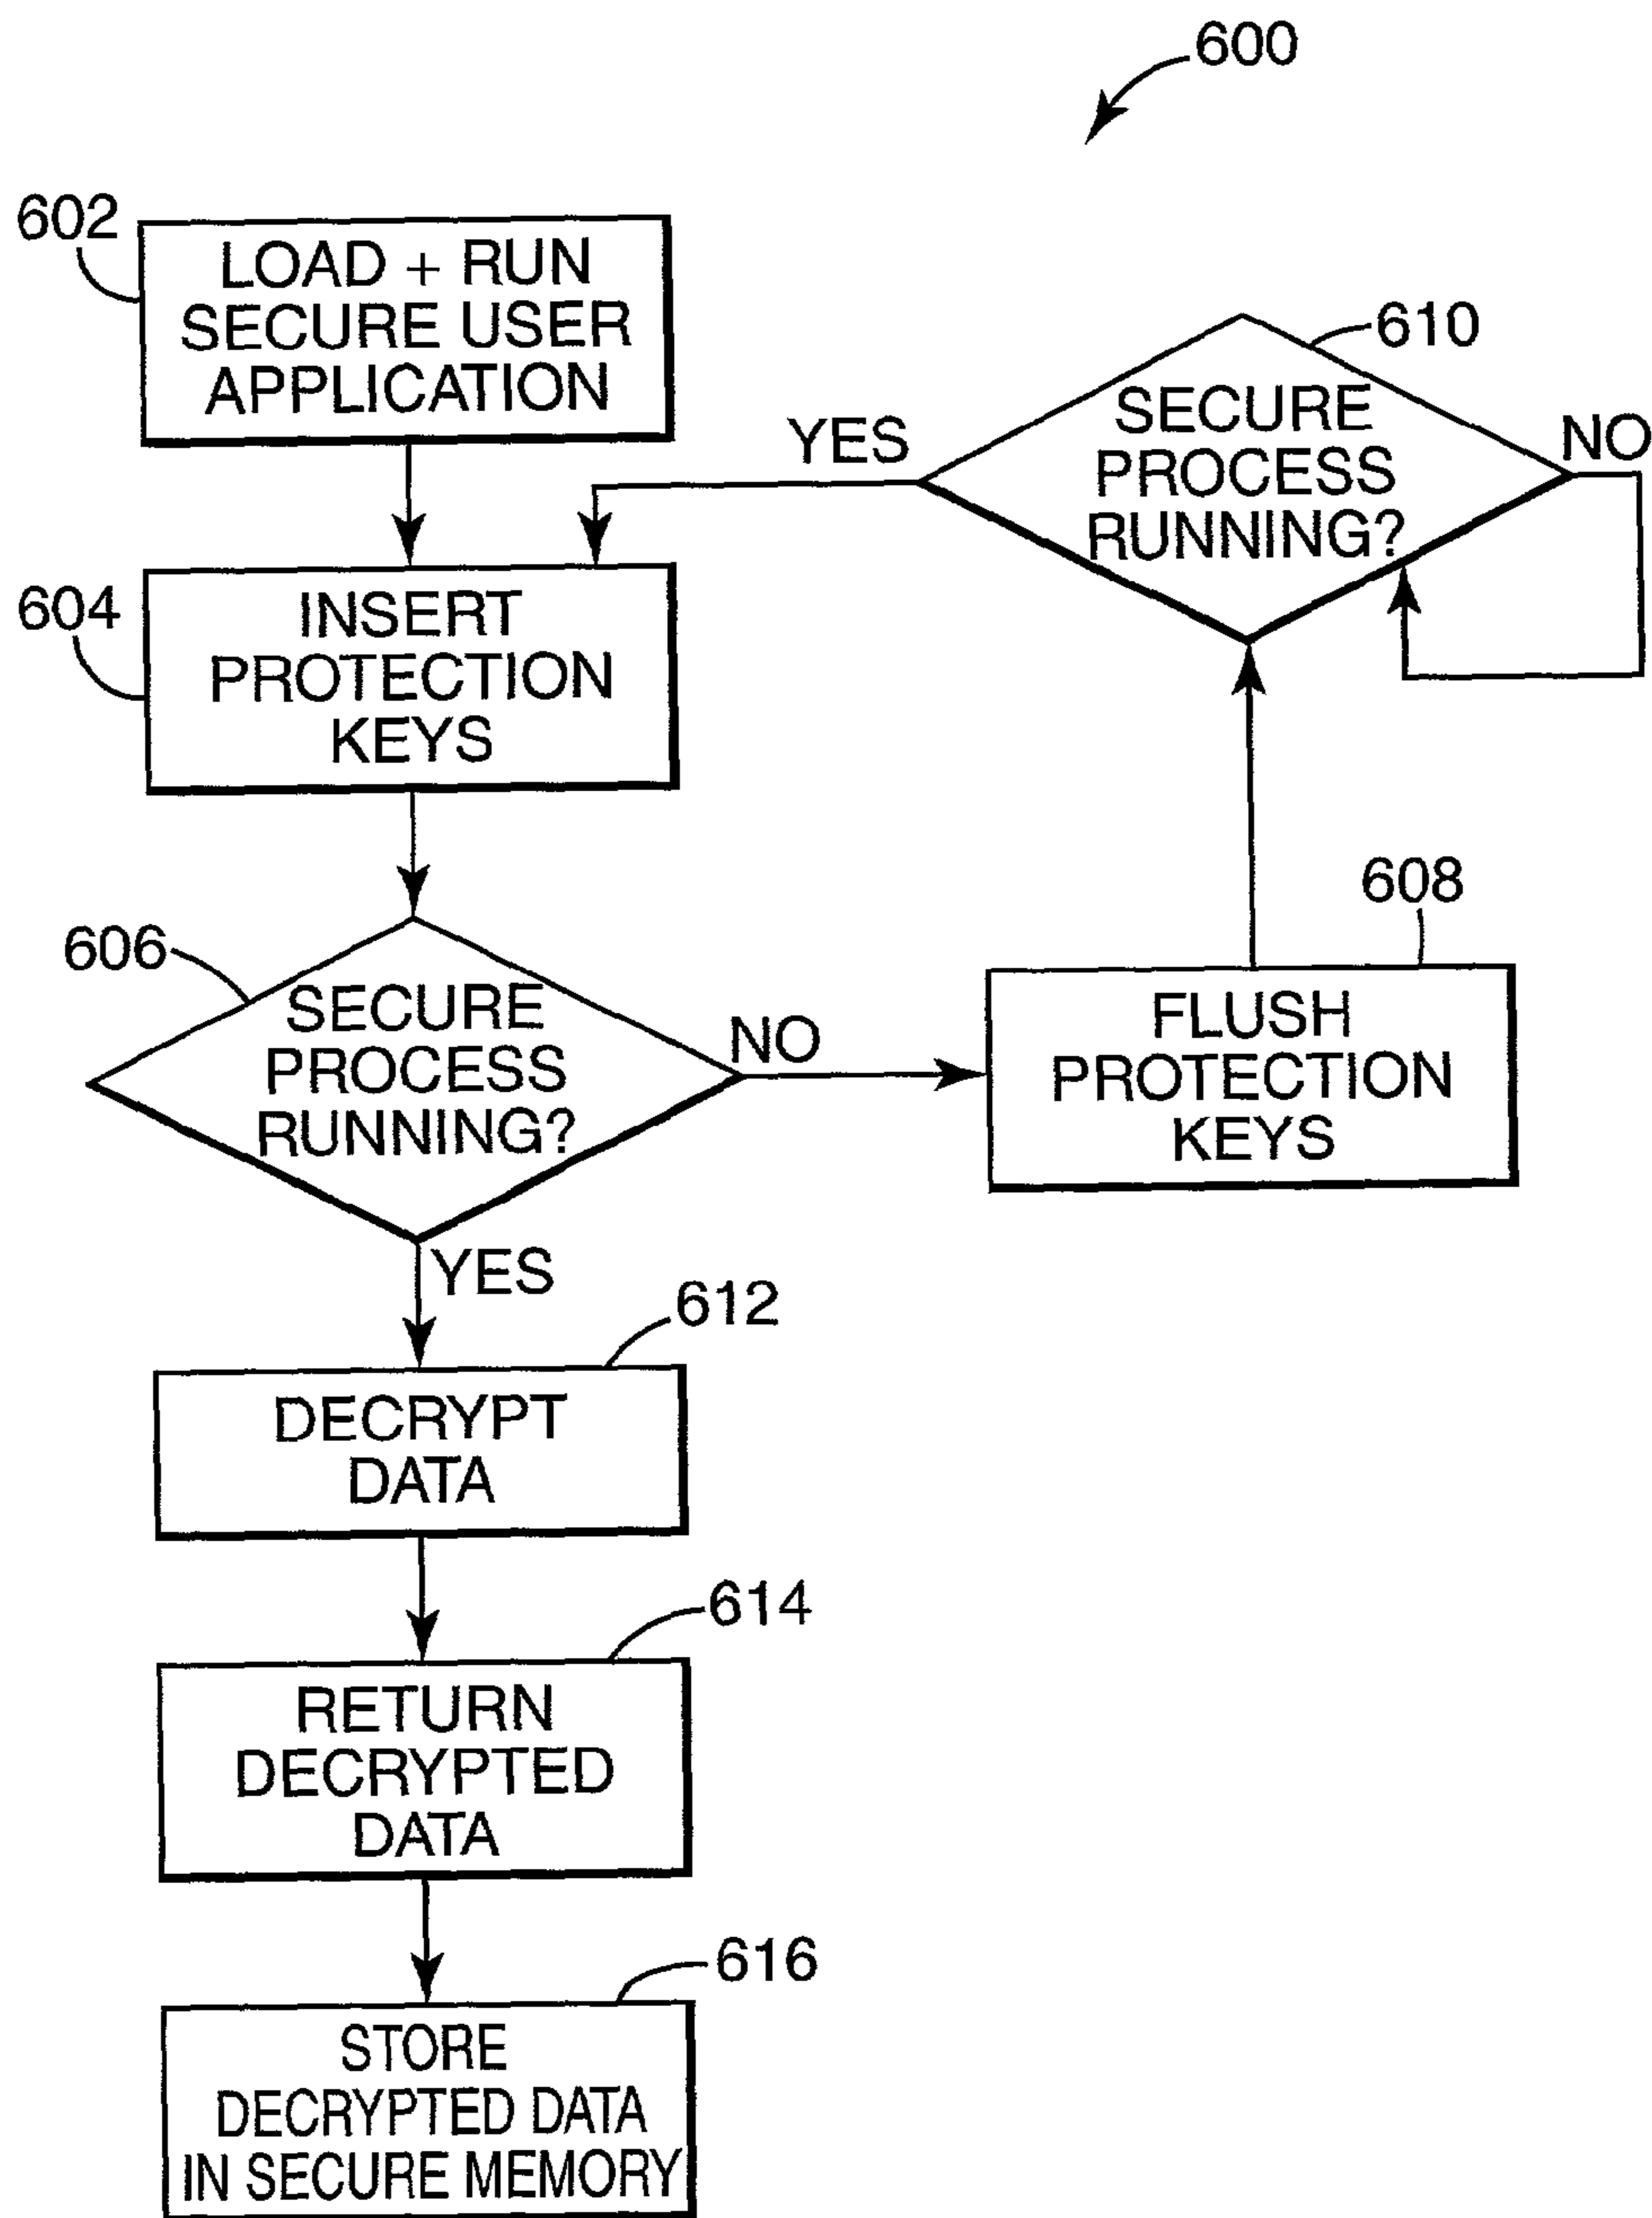 600
602
LOAD + RUN
SECURE USER
APPLICATION
610
SECURE
PROCESS
RUNNING?
YES
NO
604
INSERT
PROTECTION
KEYS
606
SECURE
PROCESS
RUNNING?
NO
608
FLUSH
PROTECTION
KEYS
YES
612
DECRYPT
DATA
614
RETURN
DECRYPTED
DATA
616
STORE
DECRYPTED DATA
IN SECURE MEMORY